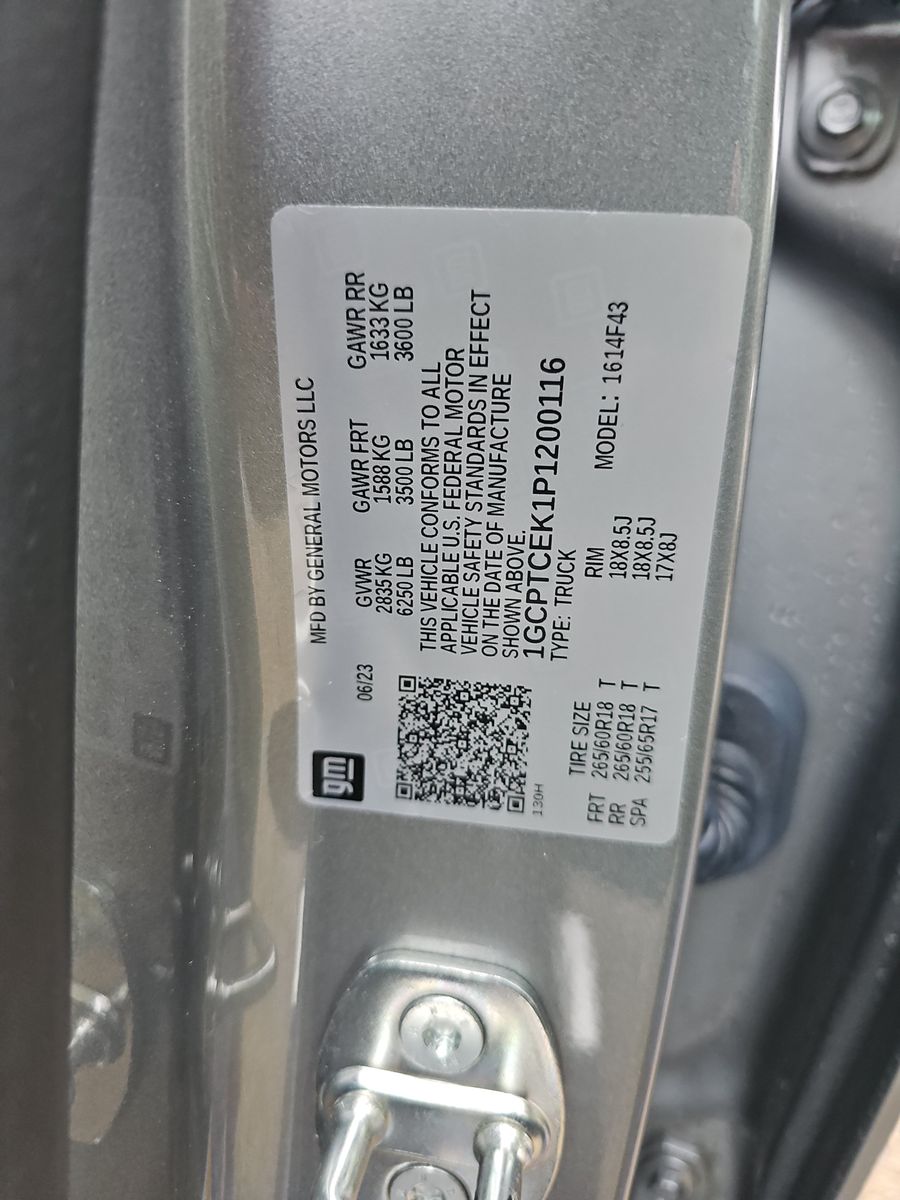 gm
MFD BY GENERAL MOTORS LLC
06/23
GVWR GAWR FRT GAWR RR
2835 KG 1588 KG 1633 KG
6250 LB 3500 LB 3600 LB
THIS VEHICLE CONFORMS TO ALL
APPLICABLE U.S. FEDERAL MOTOR
VEHICLE SAFETY STANDARDS IN EFFECT
ON THE DATE OF MANUFACTURE
SHOWN ABOVE.
1GCPTCEK1P1200116
130H
TYPE: TRUCK
TIRE SIZE RIM MODEL: 1614F43
FRT 265/60R18 T 18X8.5J
RR 265/60R18 T 18X8.5J
SPA 255/65R17 T 17X8J